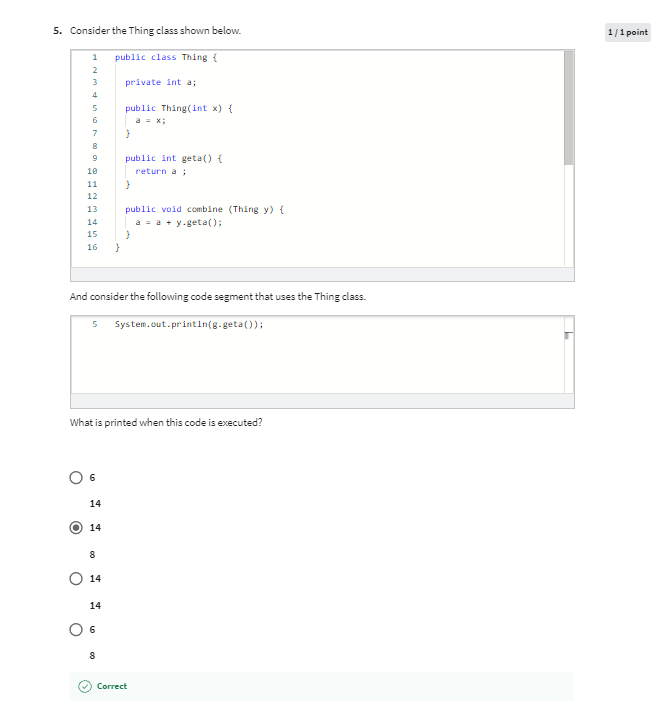 5. Consider the Thing class shown below.
1 / 1 point
1 public class Thing {
2
3 private int a;
4
5 public Thing(int x) {
6 a = x;
7 }
8
9 public int geta() {
10 return a ;
11 }
12
13 public void combine (Thing y) {
14 a = a + y.geta();
15 }
16 }
And consider the following code segment that uses the Thing class.
5 System.out.println(g.geta());
What is printed when this code is executed?
6
14
14
8
14
14
6
8
Correct